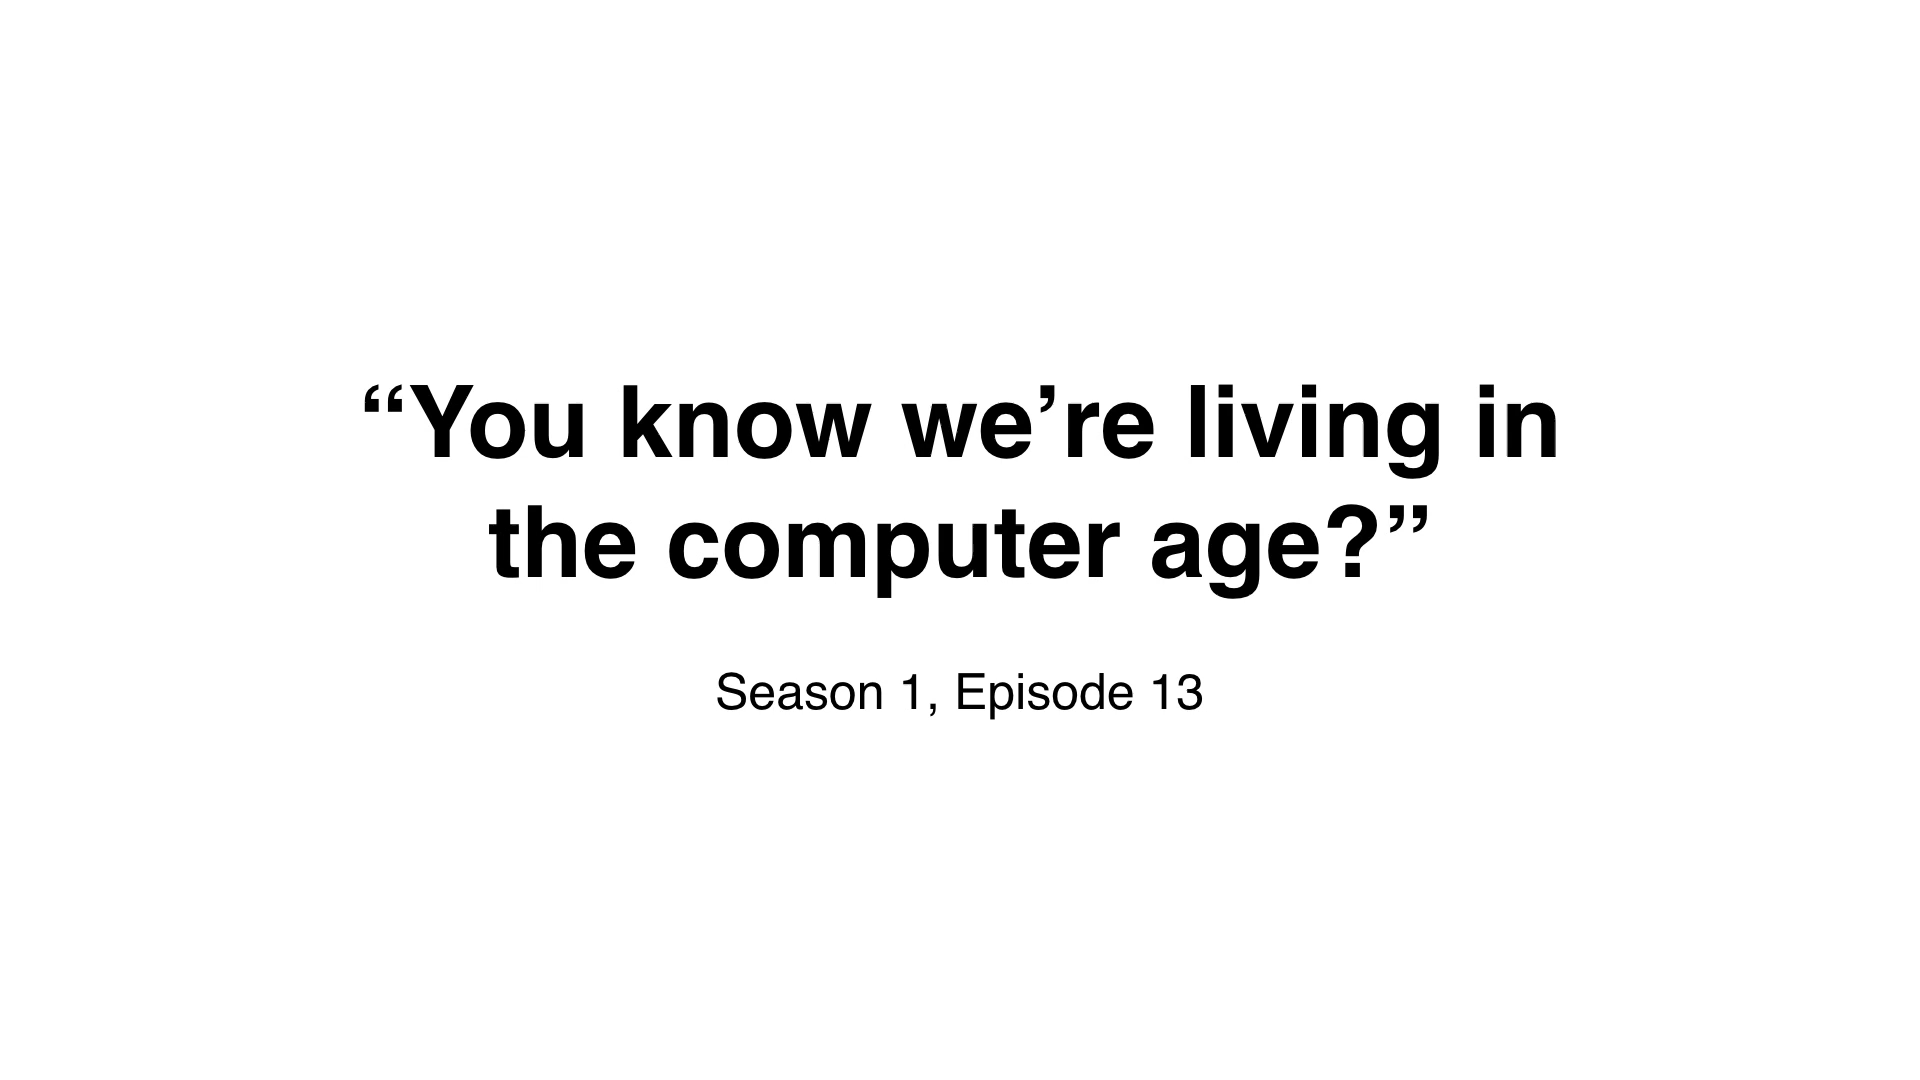 “You know we’re living in
the computer age?”
Season 1, Episode 13